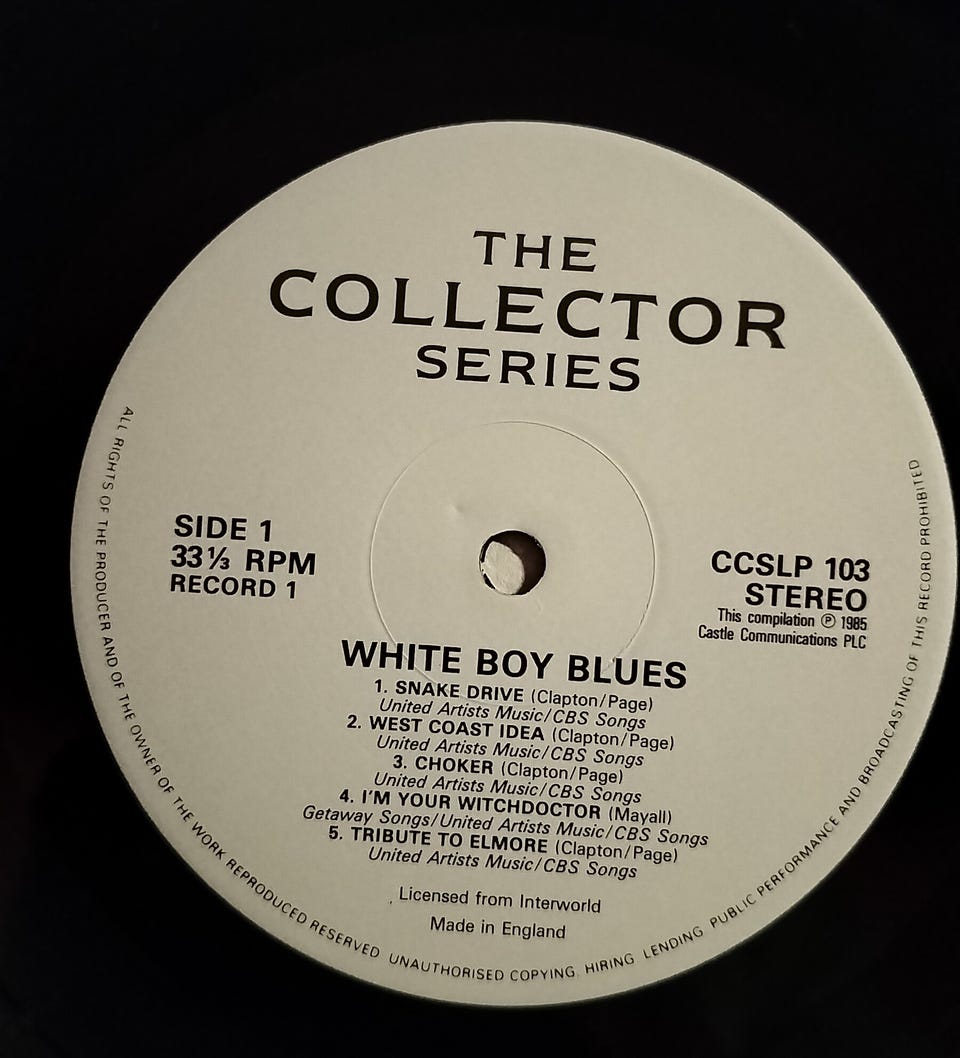 THE
COLLECTOR
SERIES
SIDE 1
33⅓ RPM
RECORD 1
CCSLP 103
STEREO
This compilation ℗ 1985
Castle Communications PLC
WHITE BOY BLUES
1. SNAKE DRIVE (Clapton/Page)
United Artists Music/CBS Songs
2. WEST COAST IDEA (Clapton/Page)
United Artists Music/CBS Songs
3. CHOKER (Clapton/Page)
United Artists Music/CBS Songs
4. I'M YOUR WITCHDOCTOR (Mayall)
Getaway Songs/United Artists Music/CBS Songs
5. TRIBUTE TO ELMORE (Clapton/Page)
United Artists Music/CBS Songs
Licensed from Interworld
Made in England
ALL RIGHTS OF THE PRODUCER AND OF THE OWNER OF THE WORK REPRODUCED RESERVED UNAUTHORISED COPYING, HIRING LENDING PUBLIC PERFORMANCE AND BROADCASTING OF THIS RECORD PROHIBITED